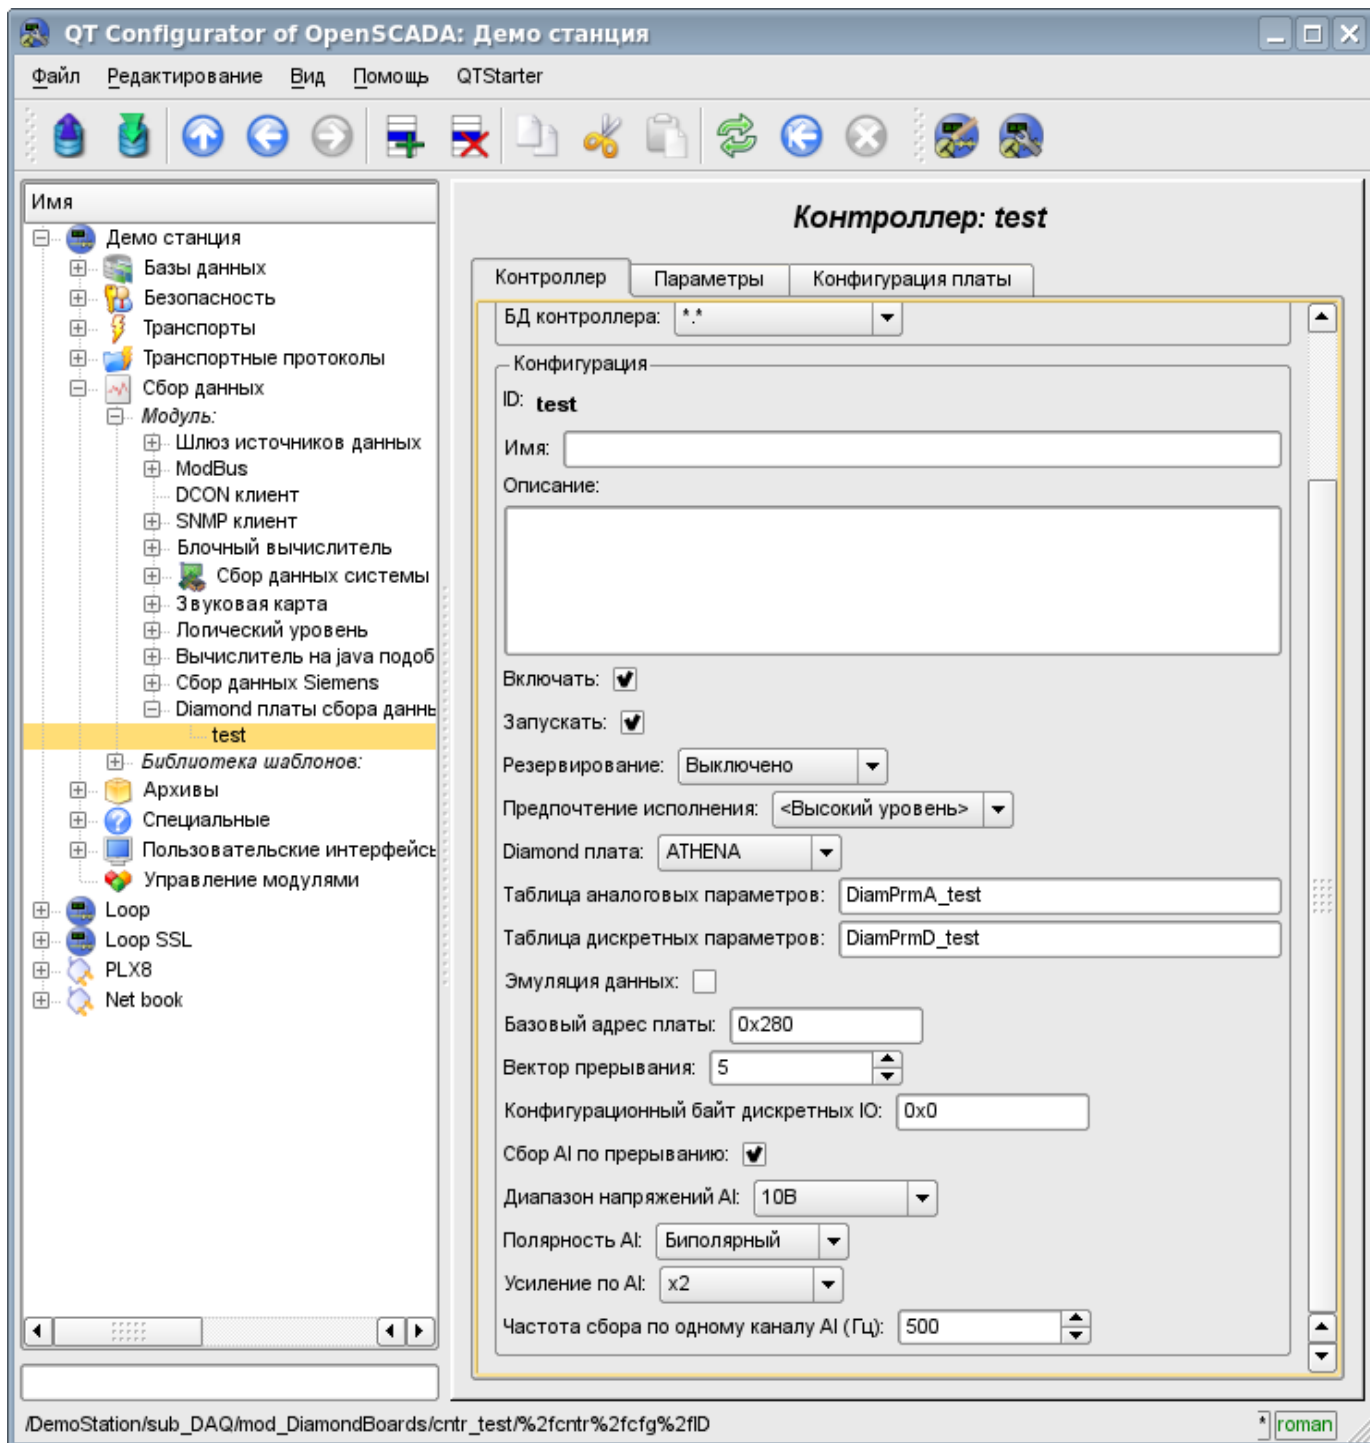 QT Configurator of OpenSCADA: Демо станция
Файл Редактирование Вид Помощь QTStarter
Имя
Демо станция
Базы данных
Безопасность
Транспорты
Транспортные протоколы
Сбор данных
Модуль:
Шлюз источников данных
ModBus
DCON клиент
SNMP клиент
Блочный вычислитель
Сбор данных системы
Звуковая карта
Логический уровень
Вычислитель на java подоб
Сбор данных Siemens
Diamond платы сбора данны
test
Библиотека шаблонов:
Архивы
Специальные
Пользовательские интерфейсы
Управление модулями
Loop
Loop SSL
PLX8
Net book
Контроллер: test
Контроллер Параметры Конфигурация платы
БД контроллера: *.*
Конфигурация
ID: test
Имя:
Описание:
Включать:
Запускать:
Резервирование: Выключено
Предпочтение исполнения: <Высокий уровень>
Diamond плата: ATHENA
Таблица аналоговых параметров: DiamPrmA_test
Таблица дискретных параметров: DiamPrmD_test
Эмуляция данных:
Базовый адрес платы: 0x280
Вектор прерывания: 5
Конфигурационный байт дискретных IO: 0x0
Сбор AI по прерыванию:
Диапазон напряжений AI: 10В
Полярность AI: Биполярный
Усиление по AI: x2
Частота сбора по одному каналу AI (Гц): 500
/DemoStation/sub_DAQ/mod_DiamondBoards/cntr_test/%2fcntr%2fcfg%2fID
* roman